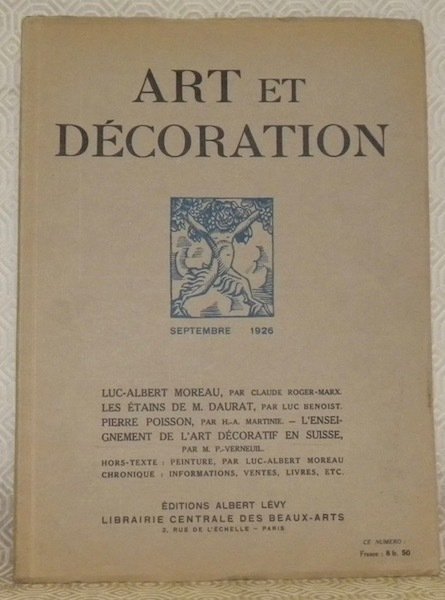 ART ET
DÉCORATION
SEPTEMBRE 1926
LUC-ALBERT MOREAU, PAR CLAUDE ROGER-MARX.
LES ÉTAINS DE M. DAURAT, PAR LUC BENOIST.
PIERRE POISSON, PAR H.-A. MARTINIE. — L'ENSEI-
GNEMENT DE L'ART DÉCORATIF EN SUISSE,
PAR M. P.-VERNEUIL.
HORS-TEXTE : PEINTURE, PAR LUC-ALBERT MOREAU
CHRONIQUE : INFORMATIONS, VENTES, LIVRES, ETC.
ÉDITIONS ALBERT LÉVY
LIBRAIRIE CENTRALE DES BEAUX-ARTS
2, RUE DE L'ÉCHELLE — PARIS
CE NUMÉRO :
France : 6 fr. 50